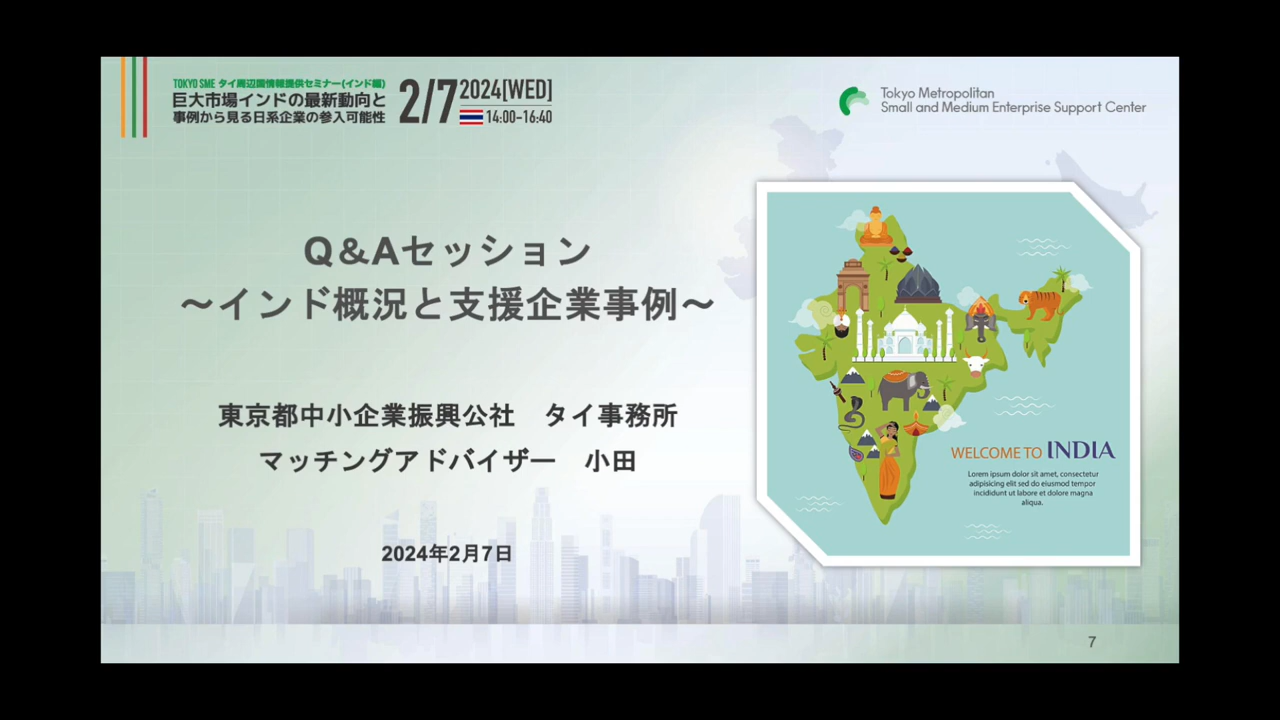 TOKYO SME タイ周辺国情報提供セミナー(インド編)
巨大市場インドの最新動向と
事例から見る日系企業の参入可能性
2/7 2024[WED]
14:00-16:40
Tokyo Metropolitan
Small and Medium Enterprise Support Center
Q&Aセッション
~インド概況と支援企業事例~
東京都中小企業振興公社 タイ事務所
マッチングアドバイザー 小田
2024年2月7日
WELCOME TO INDIA
Lorem ipsum dolor sit amet, consectetur
adipisicing elit sed do eiusmod tempor
incididunt ut labore et dolore magna
aliqua.
7